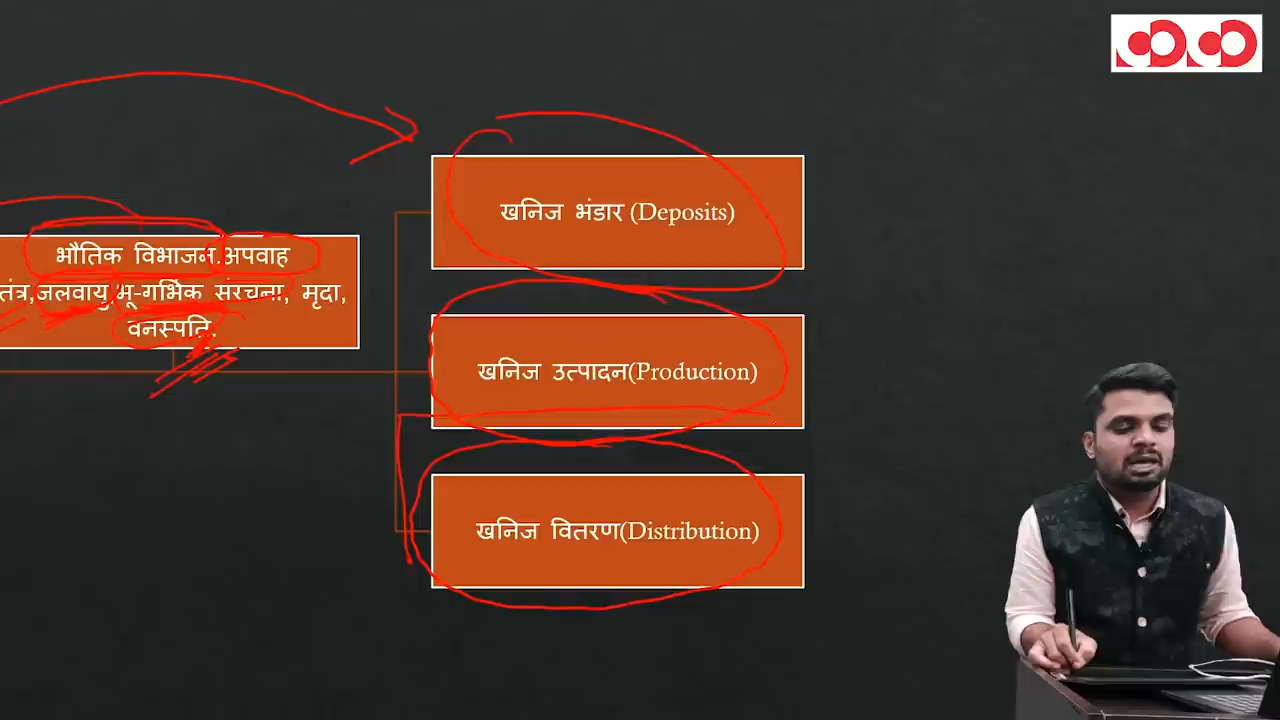 भौतिक विभाजन.अपवाह
तंत्र,जलवायु,भू-गर्भिक संरचना, मृदा,
वनस्पति.
खनिज भंडार (Deposits)
खनिज उत्पादन(Production)
खनिज वितरण(Distribution)